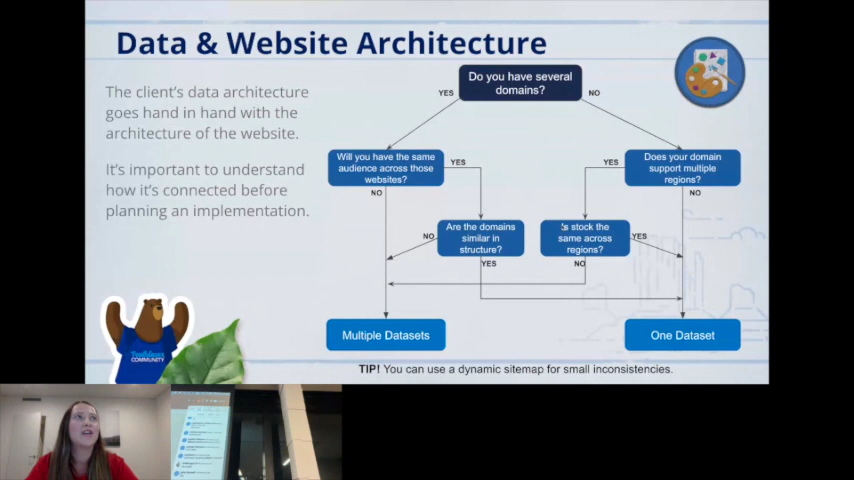 Data & Website Architecture
The client's data architecture
goes hand in hand with the
architecture of the website.
It's important to understand
how it's connected before
planning an implementation.
Do you have several
domains?
YES
NO
Will you have the same
audience across those
websites?
YES
NO
YES
Does your domain
support multiple
regions?
NO
NO
Are the domains
similar in
structure?
YES
Is stock the
same across
regions?
YES
NO
Multiple Datasets
One Dataset
COMMUNITY
TIP! You can use a dynamic sitemap for small inconsistencies.